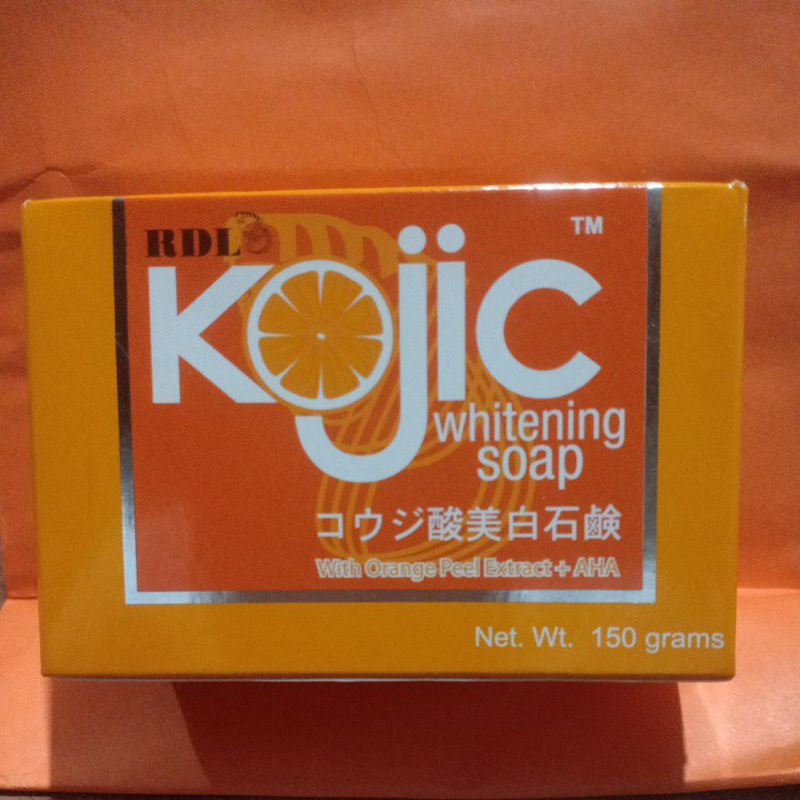 RDL
Kojic TM
whitening
soap
コウジ酸美白石鹸
With Orange Peel Extract + AHA
Net. Wt. 150 grams